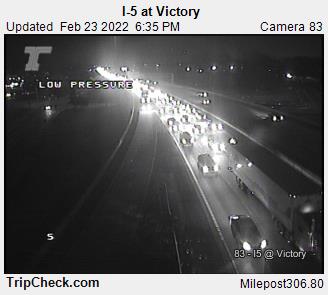 I-5 at Victory
Updated Feb 23 2022 6:35 PM
Camera 83
T
LOW PRESSURE
S
83 - I5 @ Victory
TripCheck.com
Milepost306.80